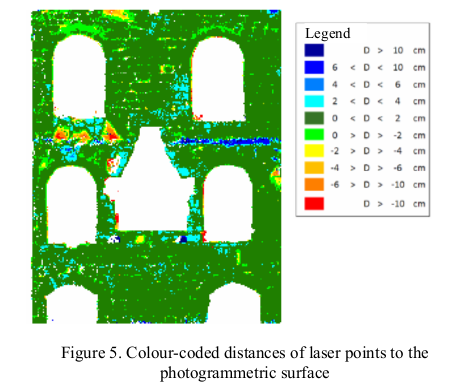 Legend
D > 10 cm
6 < D < 10 cm
4 < D < 6 cm
2 < D < 4 cm
0 < D < 2 cm
0 > D > -2 cm
-2 > D > -4 cm
-4 > D > -6 cm
-6 > D > -10 cm
D > -10 cm
Figure 5. Colour-coded distances of laser points to the
photogrammetric surface